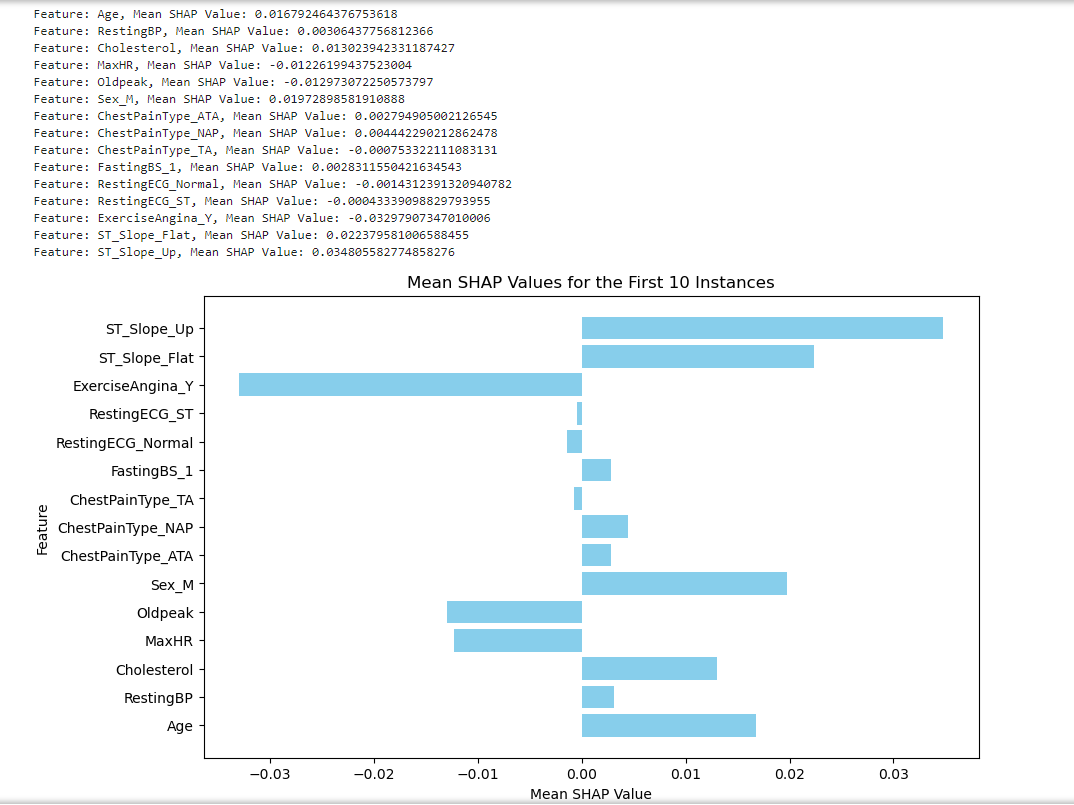 Feature: Age, Mean SHAP Value: 0.016792464376753618
Feature: RestingBP, Mean SHAP Value: 0.00306437756812366
Feature: Cholesterol, Mean SHAP Value: 0.013023942331187427
Feature: MaxHR, Mean SHAP Value: -0.01226199437523004
Feature: Oldpeak, Mean SHAP Value: -0.012973072250573797
Feature: Sex_M, Mean SHAP Value: 0.01972898581910888
Feature: ChestPainType_ATA, Mean SHAP Value: 0.002794905002126545
Feature: ChestPainType_NAP, Mean SHAP Value: 0.004442290212862478
Feature: ChestPainType_TA, Mean SHAP Value: -0.000753322111083131
Feature: FastingBS_1, Mean SHAP Value: 0.0028311550421634543
Feature: RestingECG_Normal, Mean SHAP Value: -0.0014312391320940782
Feature: RestingECG_ST, Mean SHAP Value: -0.00043339098829793955
Feature: ExerciseAngina_Y, Mean SHAP Value: -0.03297907347010006
Feature: ST_Slope_Flat, Mean SHAP Value: 0.022379581006588455
Feature: ST_Slope_Up, Mean SHAP Value: 0.034805582774858276
Mean SHAP Values for the First 10 Instances
ST_Slope_Up
ST_Slope_Flat
ExerciseAngina_Y
RestingECG_ST
RestingECG_Normal
FastingBS_1
ChestPainType_TA
ChestPainType_NAP
ChestPainType_ATA
Sex_M
Oldpeak
MaxHR
Cholesterol
RestingBP
Age
Feature
−0.03 −0.02 −0.01 0.00 0.01 0.02 0.03
Mean SHAP Value